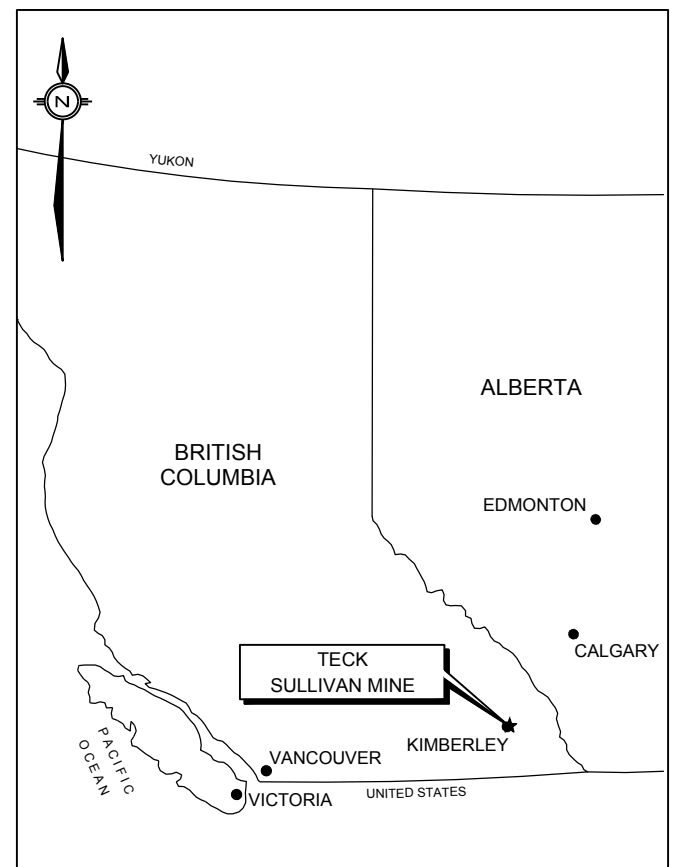 N
YUKON
ALBERTA
BRITISH
COLUMBIA
EDMONTON
CALGARY
TECK
SULLIVAN MINE
KIMBERLEY
PACIFIC
OCEAN
VANCOUVER
VICTORIA
UNITED STATES